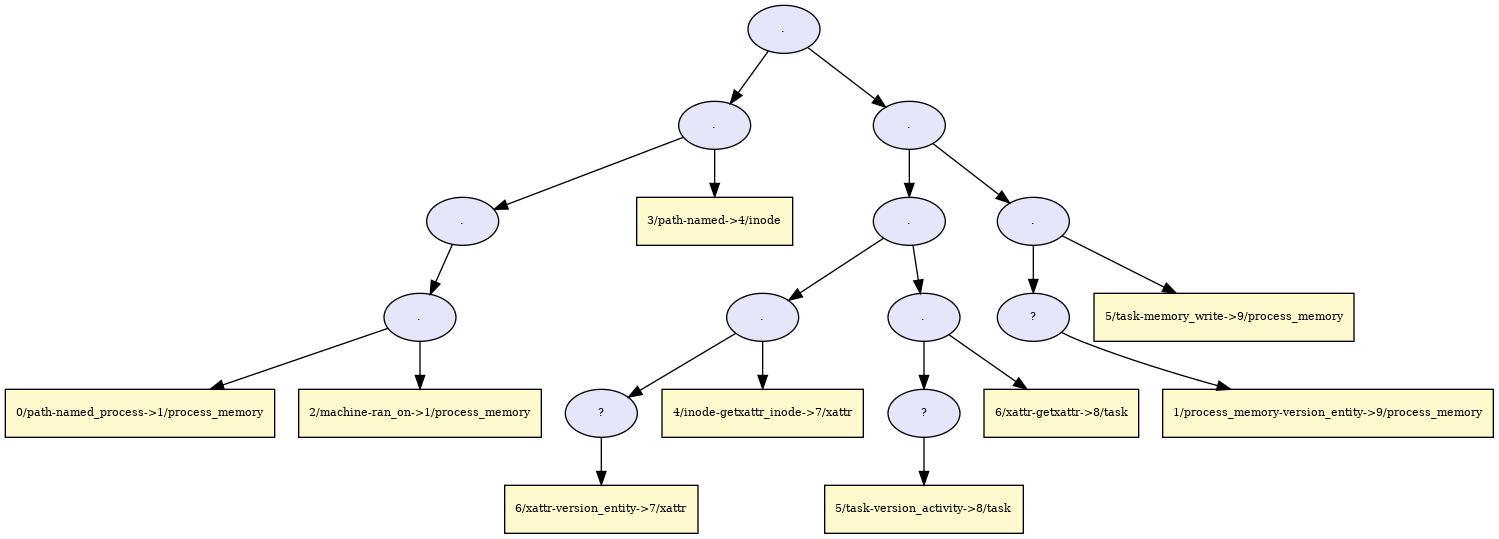 .
.
.
.
3/path-named->4/inode
.
.
.
.
.
?
5/task-memory_write->9/process_memory
0/path-named_process->1/process_memory
2/machine-ran_on->1/process_memory
?
4/inode-getxattr_inode->7/xattr
?
6/xattr-getxattr->8/task
1/process_memory-version_entity->9/process_memory
6/xattr-version_entity->7/xattr
5/task-version_activity->8/task